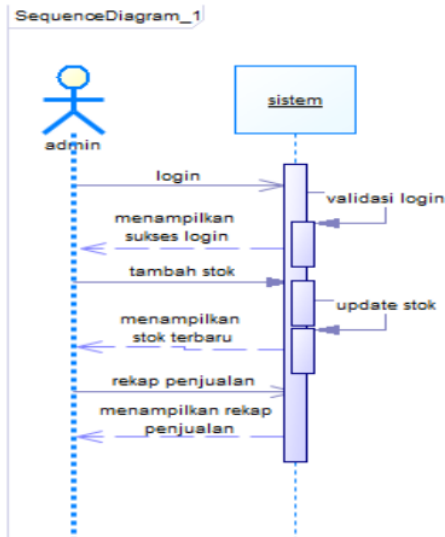 SequenceDiagram_1
sistem
admin
login
validasi login
menampilkan
sukses login
tambah stok
update stok
menampilkan
stok terbaru
rekap penjualan
menampilkan rekap
penjualan